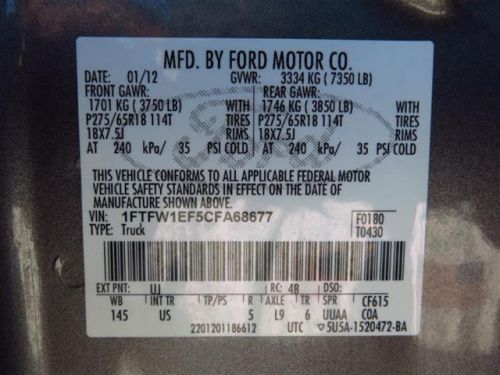 MFD. BY FORD MOTOR CO.
DATE: 01/12 GVWR: 3334 KG ( 7350 LB)
FRONT GAWR: REAR GAWR:
1701 KG ( 3750 LB) WITH 1746 KG ( 3850 LB) WITH
P275/65R18 114T TIRES P275/65R18 114T TIRES
18X7.5J RIMS 18X7.5J RIMS
AT 240 kPa/ 35 PSI COLD AT 240 kPa/ 35 PSI COLD
Ford
THIS VEHICLE CONFORMS TO ALL APPLICABLE FEDERAL MOTOR
VEHICLE SAFETY STANDARDS IN EFFECT ON THE DATE OF MANUFACTURE
SHOWN ABOVE.
VIN: 1FTFW1EF5CFA68677 F0180
TYPE: Truck T0430
EXT PNT: UJ RC: 48 DSO:
WB INT TR TP/PS R AXLE TR SPR CF615
145 US 5 L9 6 UUAA COA
2201201186612 UTC ▽5U5A-1520472-BA